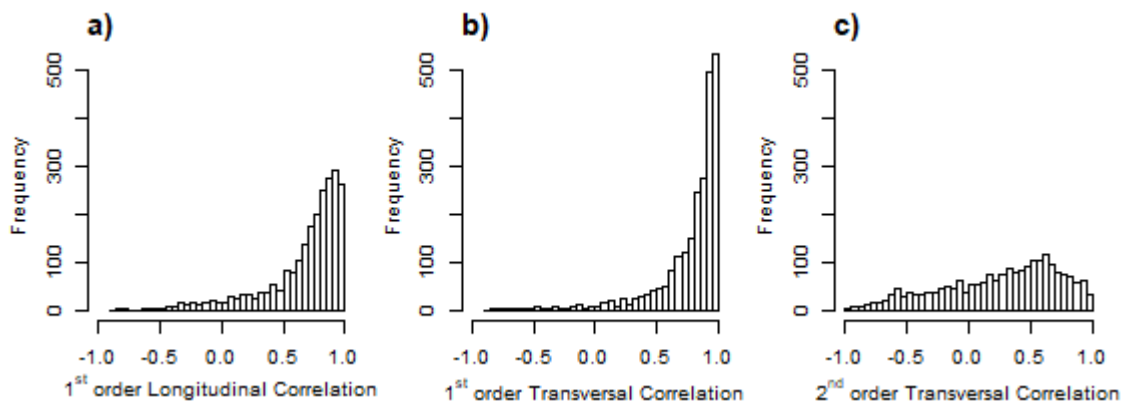 a)
Frequency
500
300
100
0
-1.0 -0.5 0.0 0.5 1.0
1st order Longitudinal Correlation
b)
Frequency
500
300
100
0
-1.0 -0.5 0.0 0.5 1.0
1st order Transversal Correlation
c)
Frequency
500
300
100
0
-1.0 -0.5 0.0 0.5 1.0
2nd order Transversal Correlation